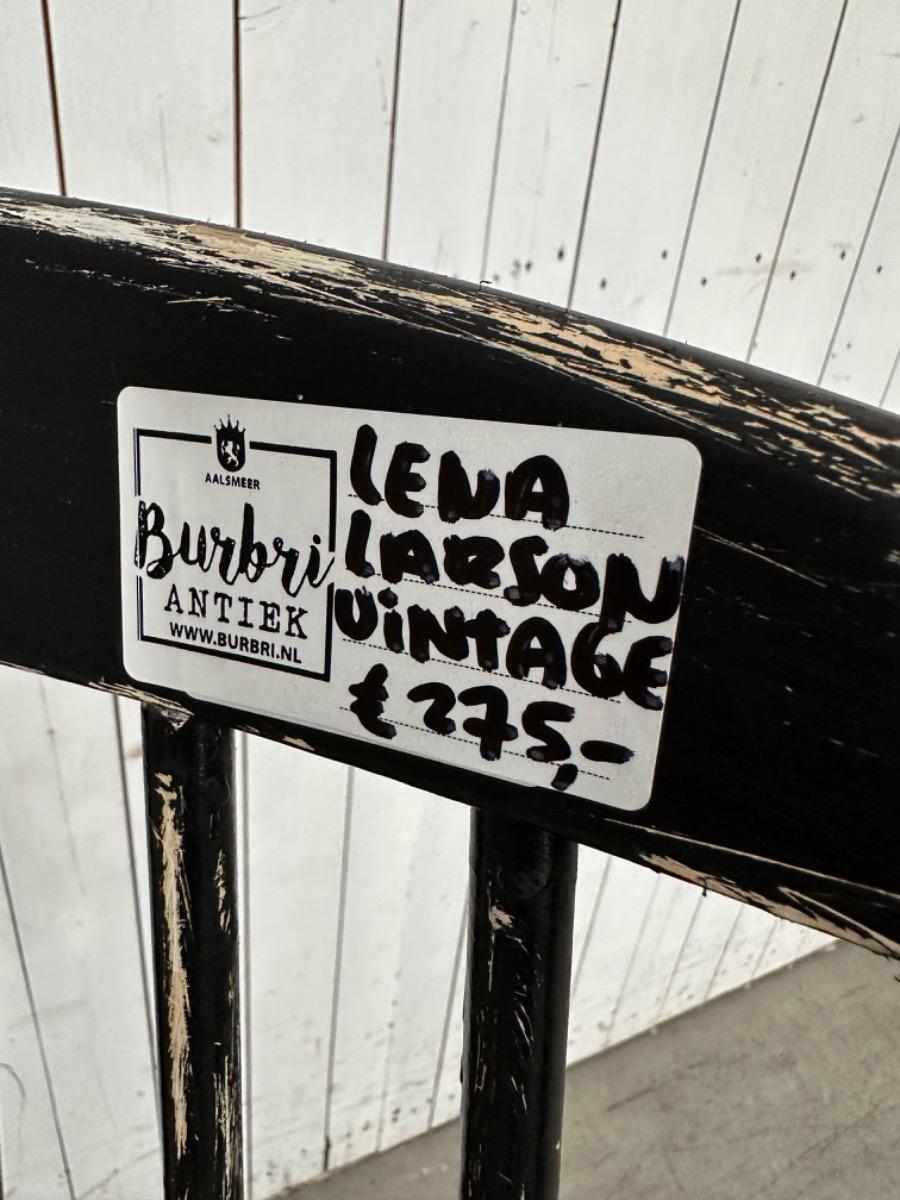 AALSMEER
Burbri
ANTIEK
WWW.BURBRI.NL
LENA
LARSON
ViNTAGE
€ 275,-